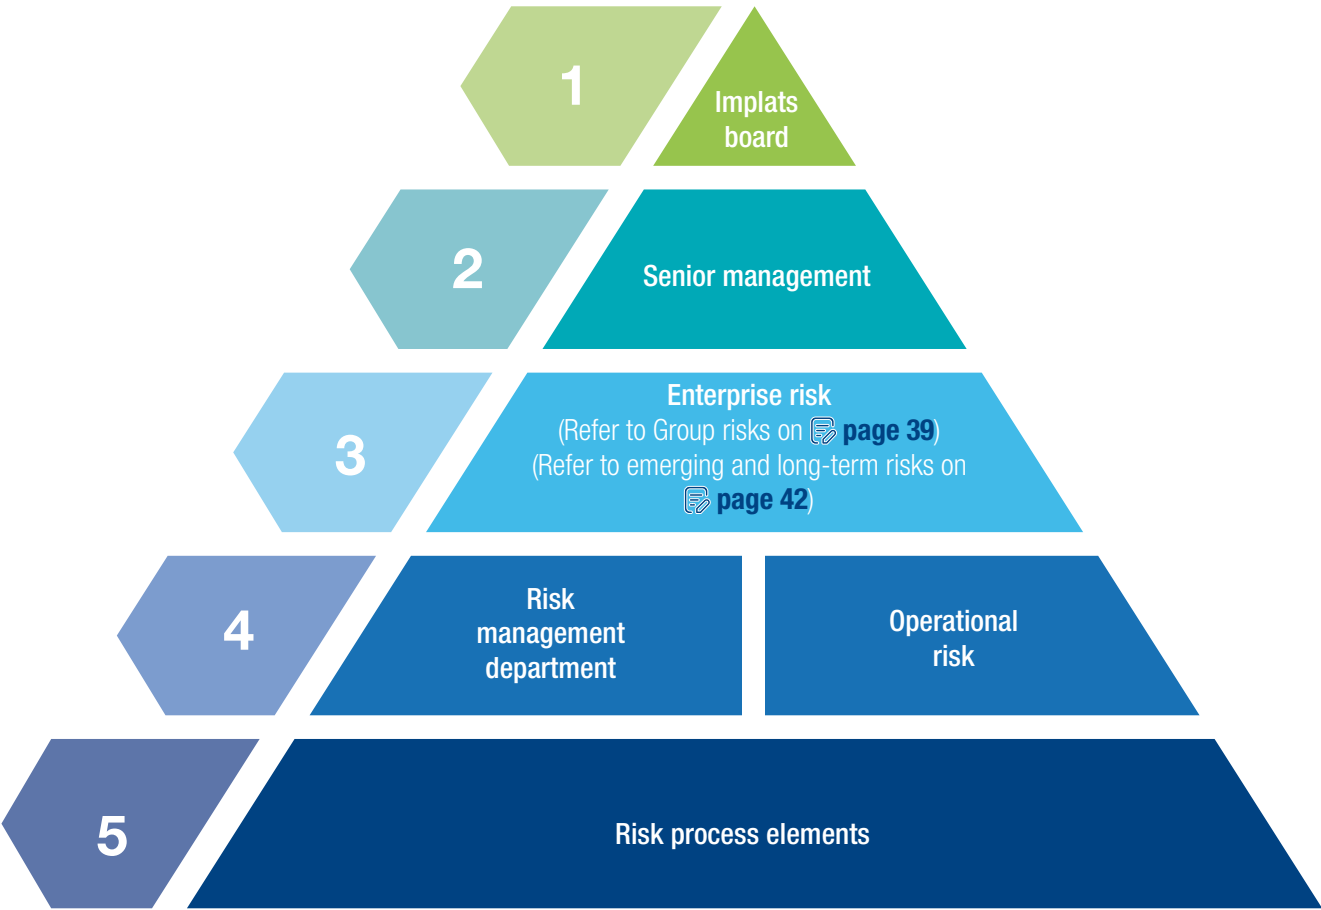 1
Implats
board
2
Senior management
3
Enterprise risk
(Refer to Group risks on page 39)
(Refer to emerging and long-term risks on
page 42)
4
Risk
management
department
Operational
risk
5
Risk process elements